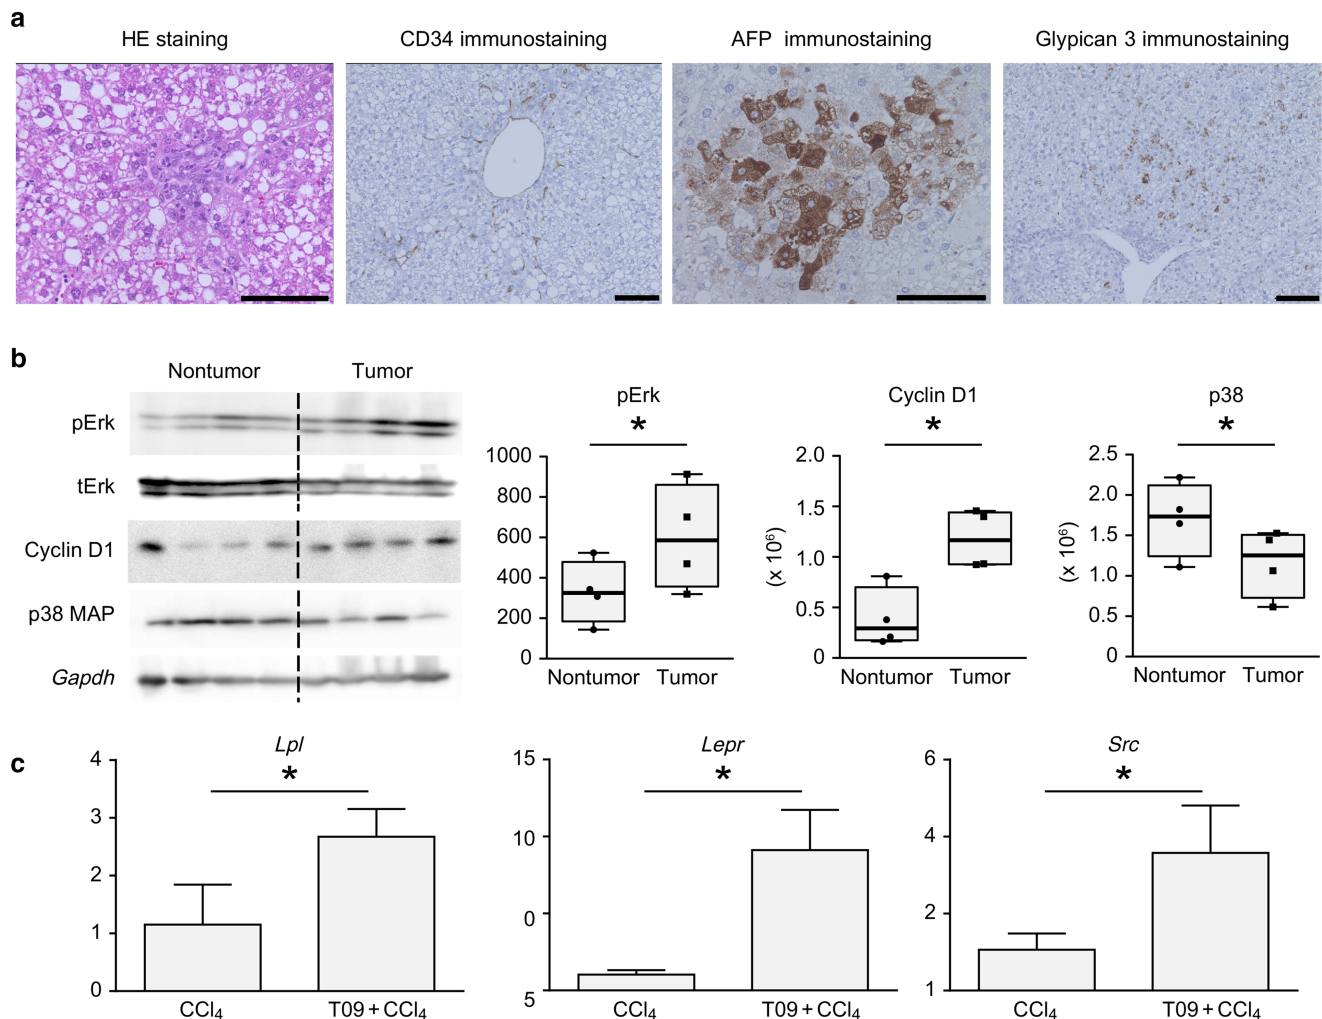 a
HE staining
CD34 immunostaining
AFP immunostaining
Glypican 3 immunostaining
b
Nontumor
Tumor
pErk
tErk
Cyclin D1
p38 MAP
Gapdh
pErk
*
1000
800
600
400
200
0
Nontumor
Tumor
Cyclin D1
*
(x 10⁶)
2.0
1.5
1.0
0.5
0
Nontumor
Tumor
p38
*
(x 10⁶)
2.5
2.0
1.5
1.0
0.5
0
Nontumor
Tumor
c
Lpl
*
4
3
2
1
0
CCl₄
T09 + CCl₄
Lepr
*
15
10
0
5
CCl₄
T09 + CCl₄
Src
*
6
4
2
1
CCl₄
T09 + CCl₄